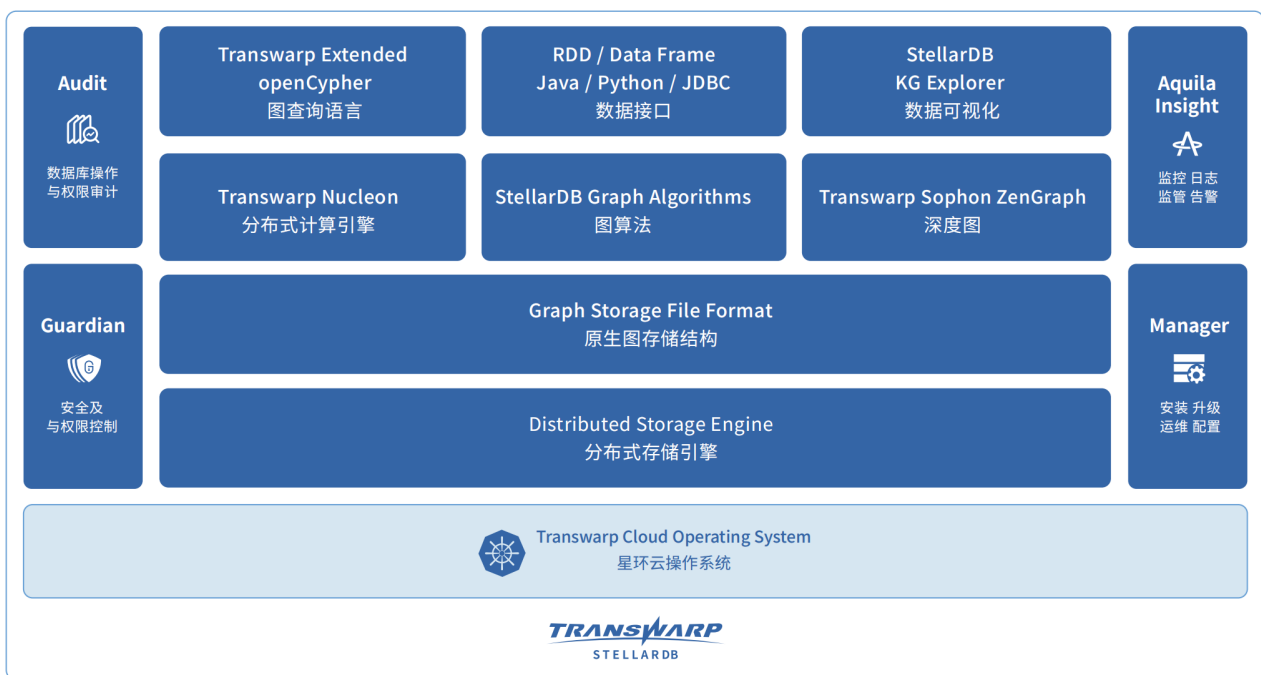 Audit
数据库操作
与权限审计
Guardian
安全及
与权限控制
Transwarp Extended
openCypher
图查询语言
RDD / Data Frame
Java / Python / JDBC
数据接口
StellarDB
KG Explorer
数据可视化
Transwarp Nucleon
分布式计算引擎
StellarDB Graph Algorithms
图算法
Transwarp Sophon ZenGraph
深度图
Graph Storage File Format
原生图存储结构
Distributed Storage Engine
分布式存储引擎
Aquila
Insight
监控 日志
监管 告警
Manager
安装 升级
运维 配置
Transwarp Cloud Operating System
星环云操作系统
TRANSWARP
STELLARDB